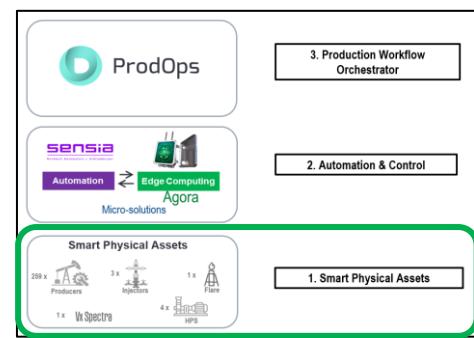 ProdOps
3. Production Workflow
Orchestrator
sensia
Automation
Edge Computing
Agora
Micro-solutions
2. Automation & Control
Smart Physical Assets
259 x
Producers
3 x
Injectors
1 x
Flare
1 x
Vx Spectra
4 x
HPS
1. Smart Physical Assets